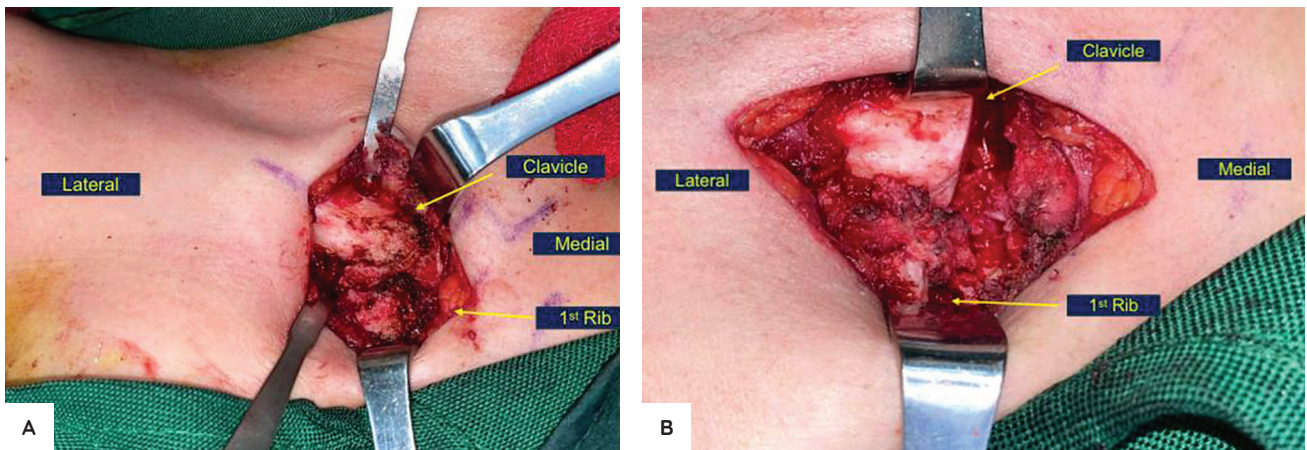 Lateral
Clavicle
Medial
1st Rib
A
Clavicle
Lateral
Medial
1st Rib
B